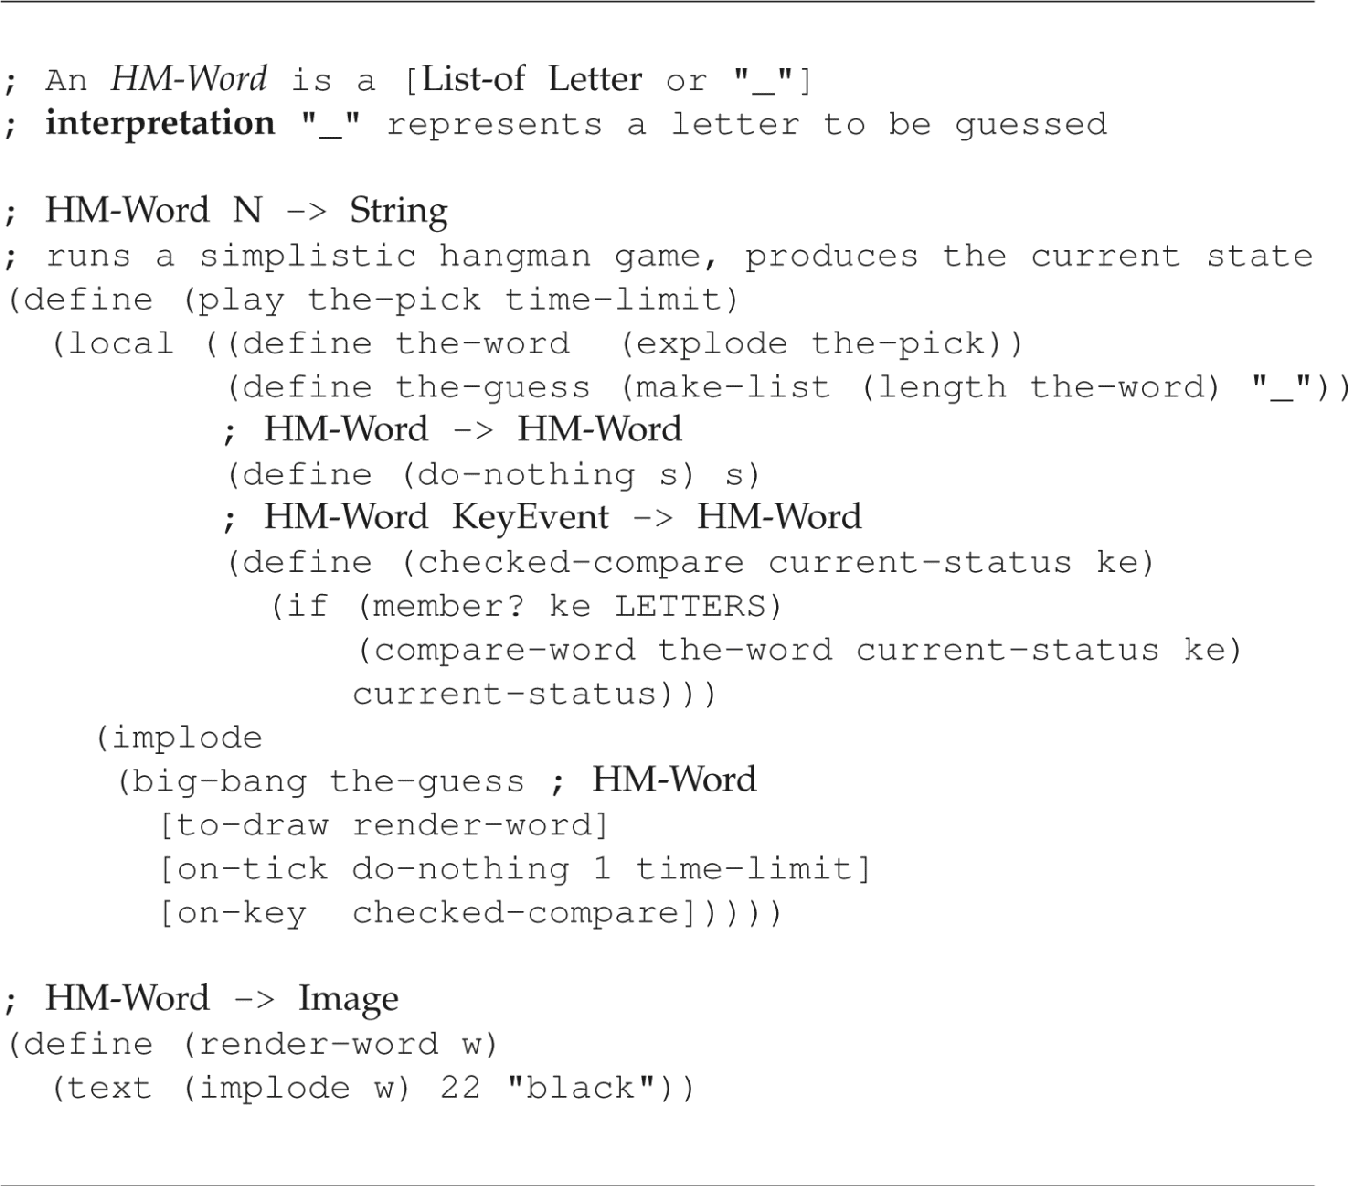 ; An HM-Word is a [List-of Letter or "_"]
; interpretation "_" represents a letter to be guessed
; HM-Word N -> String
; runs a simplistic hangman game, produces the current state
(define (play the-pick time-limit)
(local ((define the-word (explode the-pick))
(define the-guess (make-list (length the-word) "_"))
; HM-Word -> HM-Word
(define (do-nothing s) s)
; HM-Word KeyEvent -> HM-Word
(define (checked-compare current-status ke)
(if (member? ke LETTERS)
(compare-word the-word current-status ke)
current-status)))
(implode
(big-bang the-guess ; HM-Word
[to-draw render-word]
[on-tick do-nothing 1 time-limit]
[on-key checked-compare]))))
; HM-Word -> Image
(define (render-word w)
(text (implode w) 22 "black"))